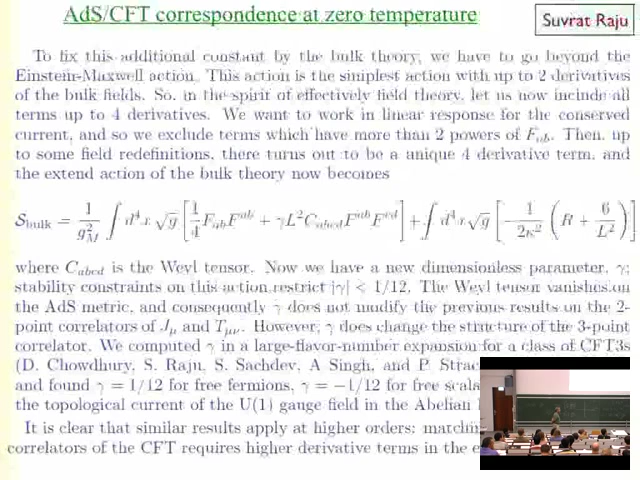 AdS/CFT correspondence at zero temperature
Suvrat Raju
To fix this additional constant by the bulk theory, we have to go beyond the
Einstein-Maxwell action. This action is the simplest action with up to 2 derivatives
of the bulk fields. So, in the spirit of effectively field theory, let us now include all
terms up to 4 derivatives. We want to work in linear response for the conserved
current, and so we exclude terms which have more than 2 powers of F_{ab}. Then, up
to some field redefinitions, there turns out to be a unique 4 derivative term, and
the extend action of the bulk theory now becomes
S_{bulk} = \frac{1}{g_M^2} ∫ d^4x √g [ \frac{1}{4} F_{ab}F^{ab} + γL^2 C_{abcd}F^{ab}F^{cd} ] + ∫ d^4x √g [ -\frac{1}{2κ^2} ( R + \frac{6}{L^2} ) ]
where C_{abcd} is the Weyl tensor. Now we have a new dimensionless parameter, γ;
stability constraints on this action restrict |γ| < 1/12. The Weyl tensor vanishes on
the AdS metric, and consequently γ does not modify the previous results on the 2-
point correlators of J_μ and T_{μν}. However, γ does change the structure of the 3-point
correlator. We computed γ in a large-flavor-number expansion for a class of CFT3s
(D. Chowdhury, S. Raju, S. Sachdev, A Singh, and P. Strac
and found γ = 1/12 for free fermions, γ = −1/12 for free scala
the topological current of the U(1) gauge field in the Abelian
It is clear that similar results apply at higher orders: matchin
correlators of the CFT requires higher derivative terms in the e